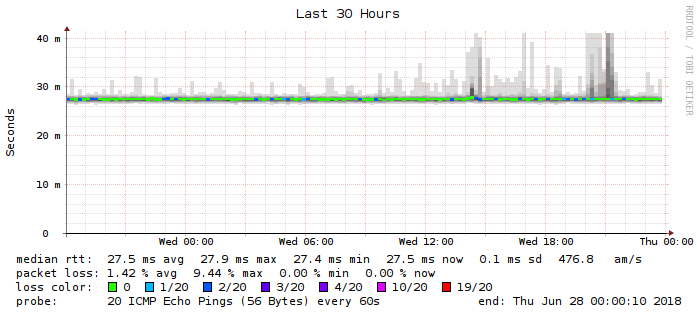 Last 30 Hours
RRDTOOL / TOBI OETIKER
Seconds
40 m
30 m
20 m
10 m
0
Wed 00:00 Wed 06:00 Wed 12:00 Wed 18:00 Thu 00:00
median rtt: 27.5 ms avg 27.9 ms max 27.4 ms min 27.5 ms now 0.1 ms sd 476.8 am/s
packet loss: 1.42 % avg 9.44 % max 0.00 % min 0.00 % now
loss color: 0 1/20 2/20 3/20 4/20 10/20 19/20
probe: 20 ICMP Echo Pings (56 Bytes) every 60s end: Thu Jun 28 00:00:10 2018